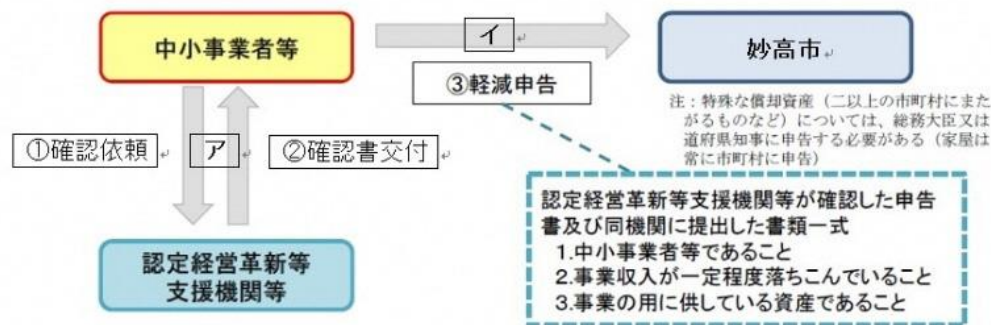 中小事業者等
イ
妙高市
③軽減申告
注：特殊な償却資産（二以上の市町村にまた
がるものなど）については、総務大臣又は
道府県知事に申告する必要がある（家屋は
常に市町村に申告）
①確認依頼
ア
②確認書交付
認定経営革新等支援機関等が確認した申告
書及び同機関に提出した書類一式
1.中小事業者等であること
2.事業収入が一定程度落ちこんでいること
3.事業の用に供している資産であること
認定経営革新等
支援機関等